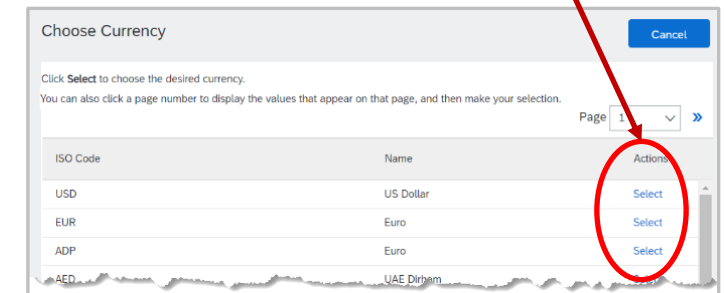 Choose Currency
Cancel
Click Select to choose the desired currency.
You can also click a page number to display the values that appear on that page, and then make your selection.
Page 1 »
ISO Code Name Actions
USD US Dollar Select
EUR Euro Select
ADP Euro Select
AED UAE Dirham Select